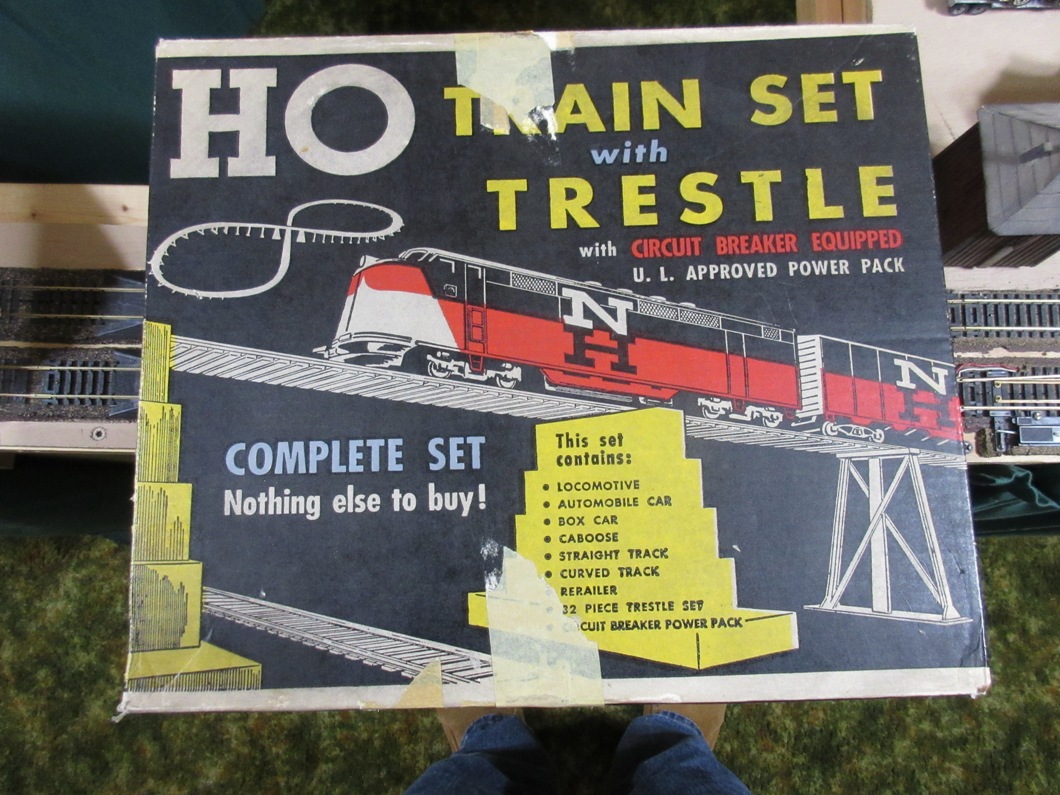 HO
TRAIN SET
with
TRESTLE
with CIRCUIT BREAKER EQUIPPED
U. L. APPROVED POWER PACK
N
H
N
H
COMPLETE SET
Nothing else to buy!
This set
contains:
• LOCOMOTIVE
• AUTOMOBILE CAR
• BOX CAR
• CABOOSE
• STRAIGHT TRACK
• CURVED TRACK
• RERAILER
• 32 PIECE TRESTLE SET
• CIRCUIT BREAKER POWER PACK